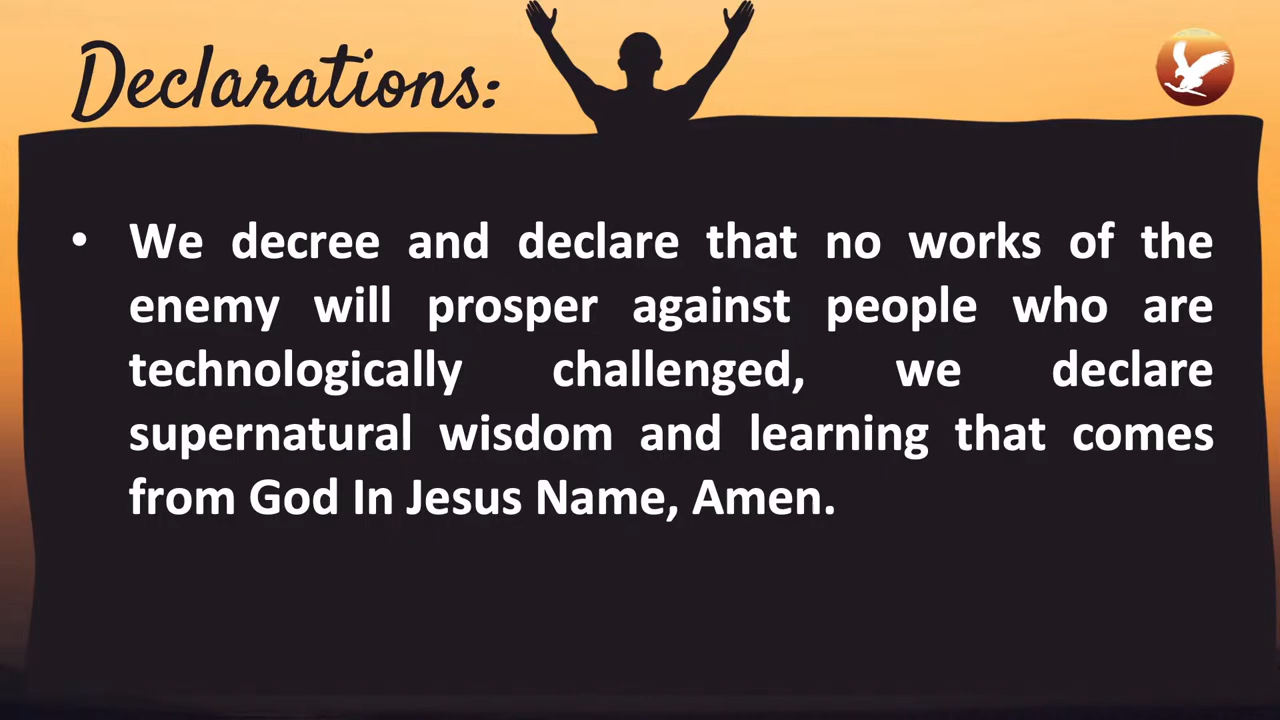 Declarations:
• We decree and declare that no works of the
enemy will prosper against people who are
technologically challenged, we declare
supernatural wisdom and learning that comes
from God In Jesus Name, Amen.